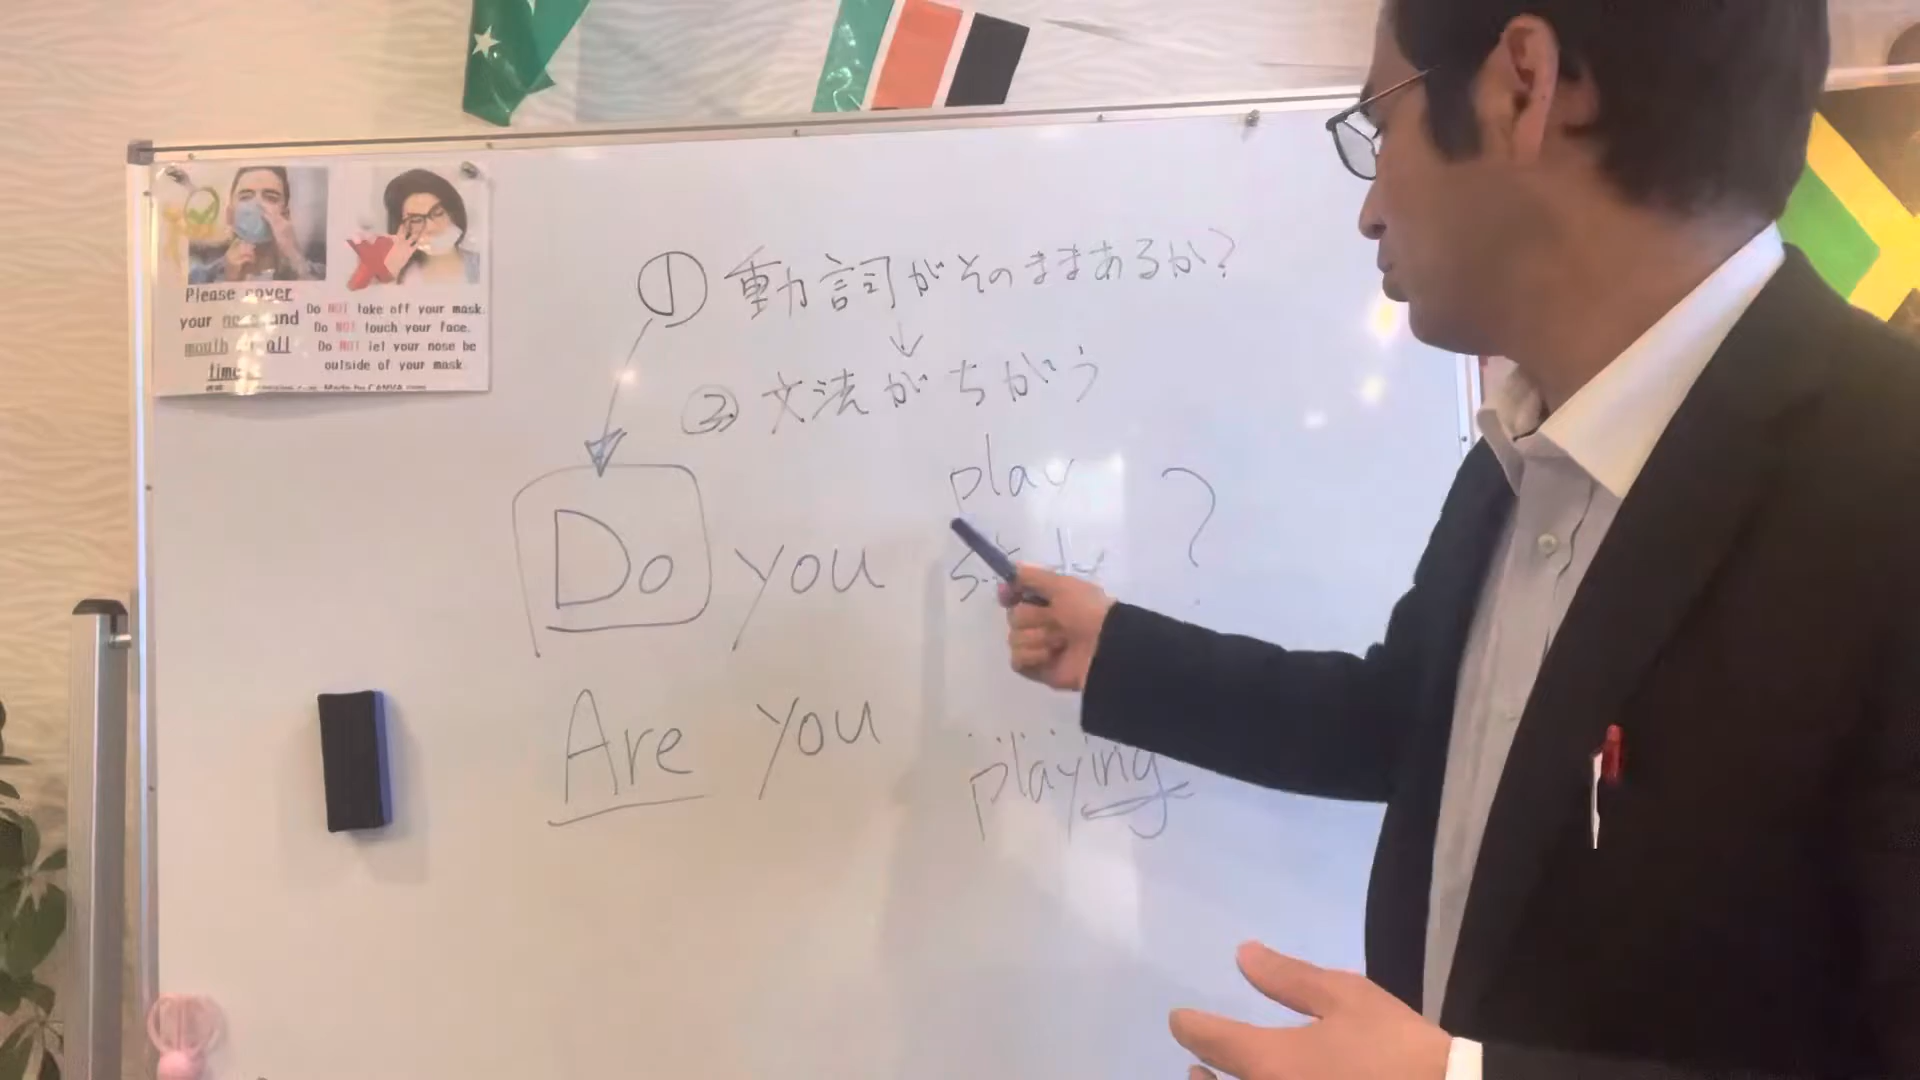 Please cover
your nose and
mouth at all
time
Do NOT take off your mask.
Do NOT touch your face.
Do NOT let your nose be
outside of your mask.
Made by CANVA.com
① 動詞がそのままあるか?
↓
② 文法がちがう
play
Do you study ?
Are you playing